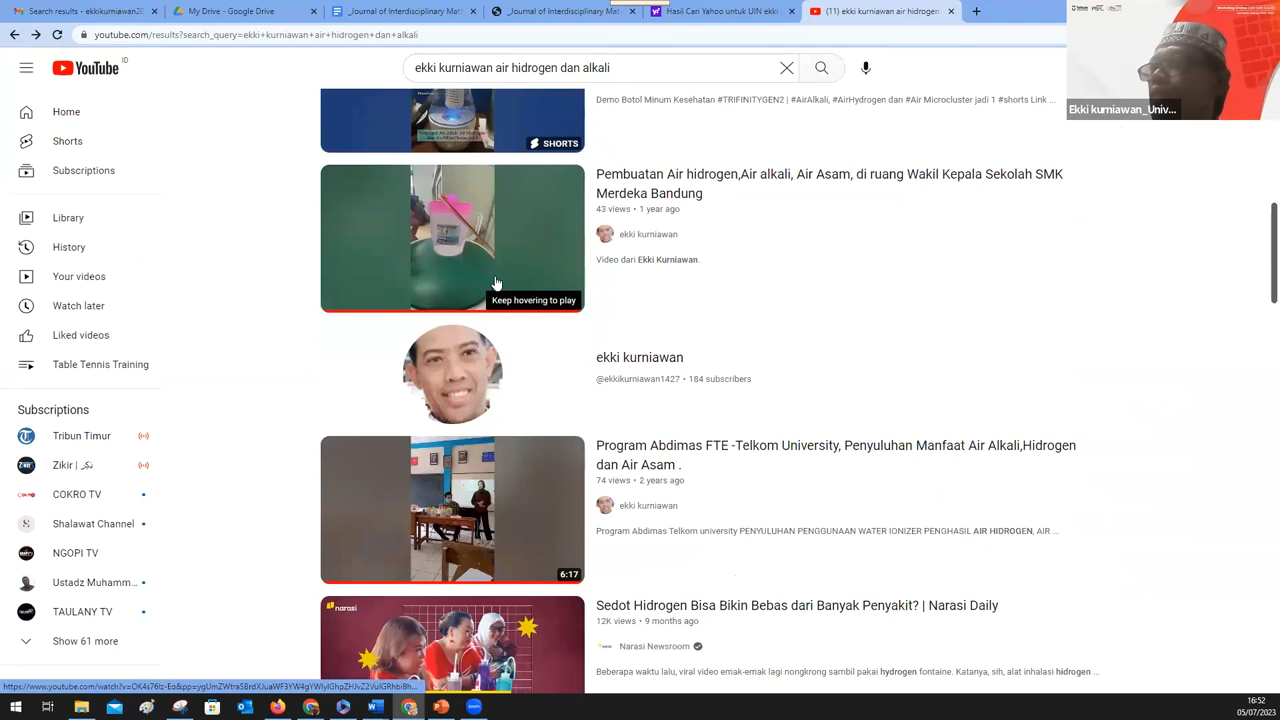 Inbox - ekkikurniawan20
My Drive - Google Drive
_Journal of Interdisciplinary Math
_Journal of Interdisciplinary Mat
Hasil Cari Yahoo untuk UIN ekki
(11) ekki kurniawan air hidrogen
youtube.com/results?search_query=ekki+kurniawan+air+hidrogen+dan+alkali
YouTube ID
ekki kurniawan air hidrogen dan alkali
Home
Shorts
Subscriptions
Library
History
Your videos
Watch later
Liked videos
Table Tennis Training
Subscriptions
Tribun Timur
Zikir | ذكر
COKRO TV
Shalawat Channel
NGOPI TV
Ustadz Muhamm...
TAULANY TV
Show 61 more
Demo Botol Minum Kesehatan #TRIFINITYGEN2 | #AirAlkali, #AirHydrogen dan #Air Microcluster jadi 1 #shorts Link ...
SHORTS
Pembuatan Air hidrogen,Air alkali, Air Asam, di ruang Wakil Kepala Sekolah SMK
Merdeka Bandung
43 views • 1 year ago
ekki kurniawan
Video dari Ekki Kurniawan.
Keep hovering to play
ekki kurniawan
@ekkikurniawan1427 • 184 subscribers
Program Abdimas FTE -Telkom University, Penyuluhan Manfaat Air Alkali,Hidrogen
dan Air Asam .
74 views • 2 years ago
ekki kurniawan
Program Abdimas Telkom university PENYULUHAN PENGGUNAAN WATER IONIZER PENGHASIL AIR HIDROGEN, AIR ...
6:17
narasi
Sedot Hidrogen Bisa Bikin Bebas dari Banyak Penyakit? | Narasi Daily
12K views • 9 months ago
Narasi Newsroom
Beberapa waktu lalu, viral video emak-emak lagi nongkrong sambil pakai hydrogen fontaine. Katanya, sih, alat inhalasi hidrogen ...
Ekki kurniawan_Univ...
16:52
05/07/2023